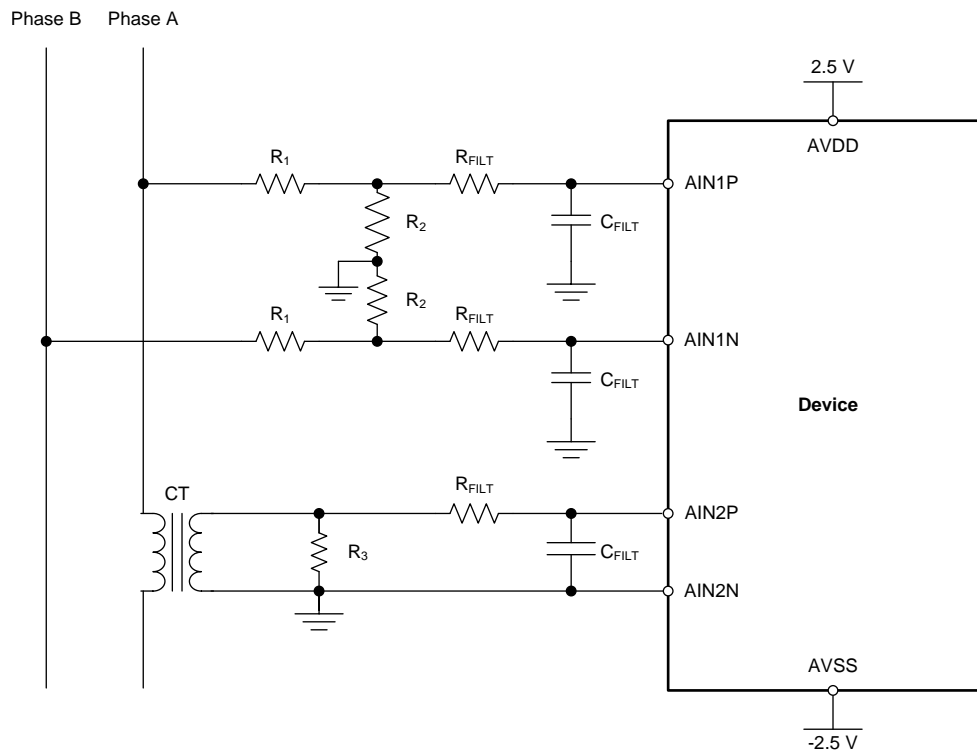 Phase B
Phase A
2.5 V
AVDD
R1
RFILT
AIN1P
R2
CFILT
R1
R2
RFILT
AIN1N
CFILT
Device
CT
RFILT
AIN2P
R3
CFILT
AIN2N
AVSS
-2.5 V